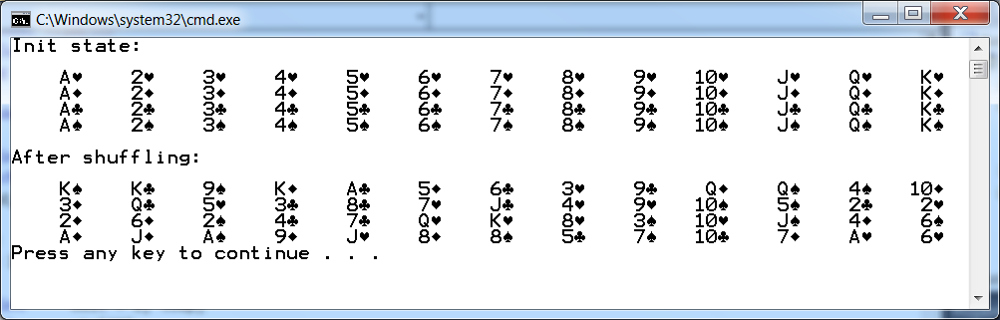 C:\Windows\system32\cmd.exe
Init state:
A♥ 2♥ 3♥ 4♥ 5♥ 6♥ 7♥ 8♥ 9♥ 10♥ J♥ Q♥ K♥
A♦ 2♦ 3♦ 4♦ 5♦ 6♦ 7♦ 8♦ 9♦ 10♦ J♦ Q♦ K♦
A♣ 2♣ 3♣ 4♣ 5♣ 6♣ 7♣ 8♣ 9♣ 10♣ J♣ Q♣ K♣
A♠ 2♠ 3♠ 4♠ 5♠ 6♠ 7♠ 8♠ 9♠ 10♠ J♠ Q♠ K♠
After shuffling:
K♠ K♣ 9♠ K♦ A♣ 5♦ 6♣ 3♥ 9♣ Q♦ Q♠ 4♠ 10♦
3♦ Q♣ 5♥ 3♣ 8♣ 7♥ J♣ 4♥ 9♥ 10♠ 5♠ 2♣ 2♥
2♦ 6♦ 2♠ 4♣ 7♣ Q♥ K♥ 8♥ 3♠ 10♥ J♠ 4♦ 6♠
A♦ J♦ A♠ 9♦ J♥ 8♦ 8♠ 5♣ 7♠ 10♣ 7♦ A♥ 6♥
Press any key to continue . . .